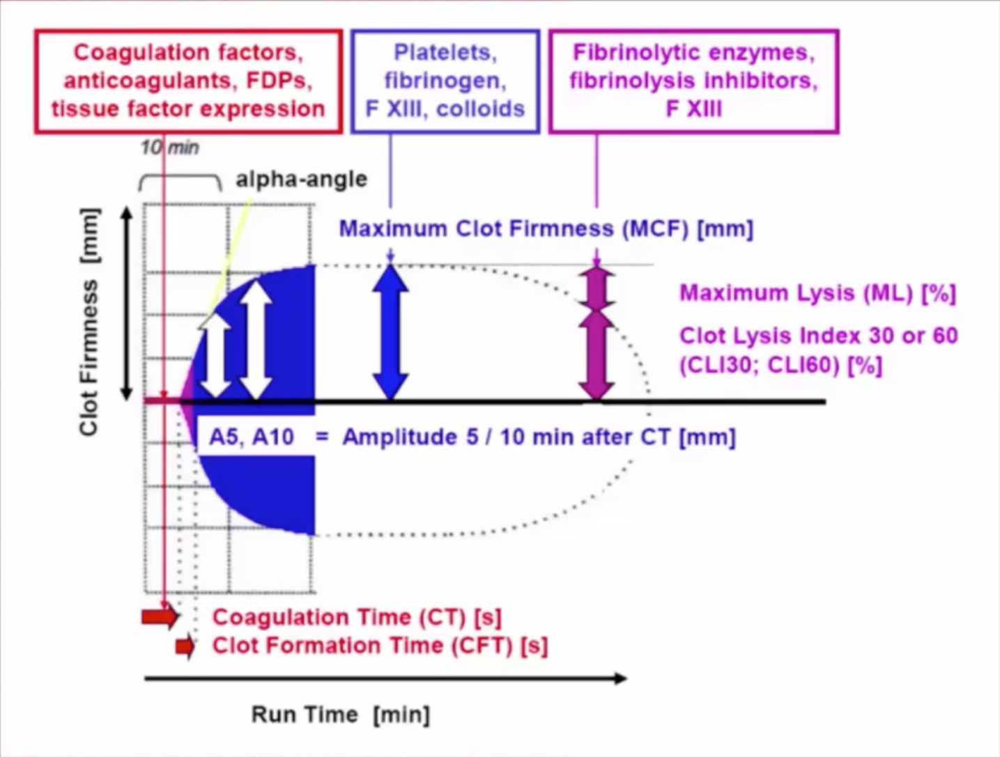 Coagulation factors,
anticoagulants, FDPs,
tissue factor expression
Platelets,
fibrinogen,
F XIII, colloids
Fibrinolytic enzymes,
fibrinolysis inhibitors,
F XIII
10 min
alpha-angle
Clot Firmness [mm]
Maximum Clot Firmness (MCF) [mm]
Maximum Lysis (ML) [%]
Clot Lysis Index 30 or 60
(CLI30; CLI60) [%]
A5, A10 = Amplitude 5 / 10 min after CT [mm]
Coagulation Time (CT) [s]
Clot Formation Time (CFT) [s]
Run Time [min]